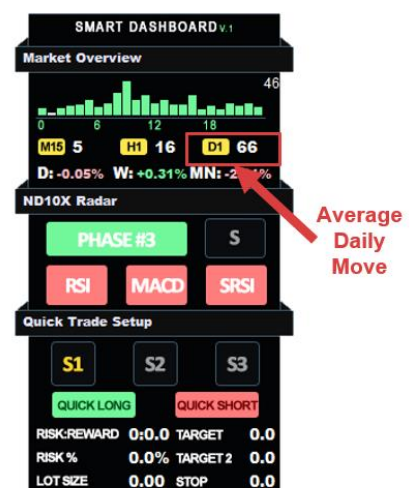 SMART DASHBOARD V.1
Market Overview
46
0 6 12 18
M15 5 H1 16 D1 66
D: -0.05% W: +0.31% MN: -2. %
ND10X Radar
Average
Daily
Move
PHASE #3 S
RSI MACD SRSI
Quick Trade Setup
S1 S2 S3
QUICK LONG QUICK SHORT
RISK:REWARD 0:0.0 TARGET 0.0
RISK % 0.0% TARGET 2 0.0
LOT SIZE 0.00 STOP 0.0